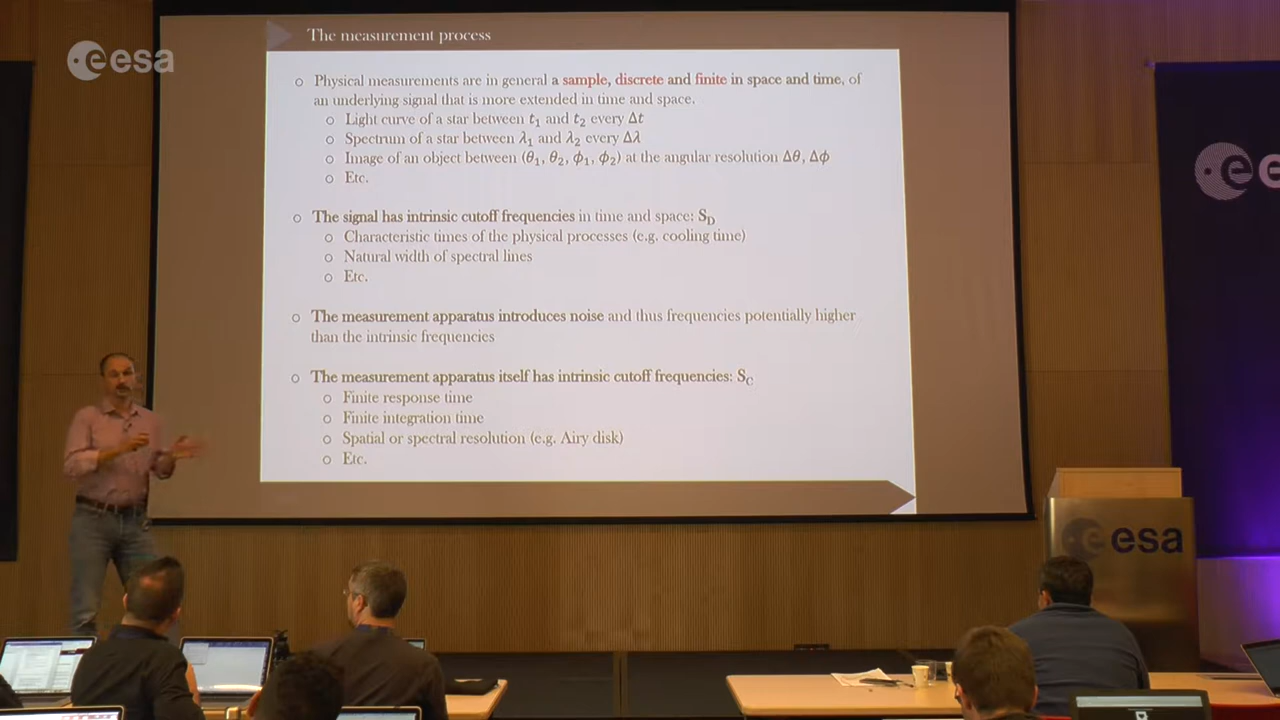 esa
The measurement process
○ Physical measurements are in general a sample, discrete and finite in space and time, of
an underlying signal that is more extended in time and space.
○ Light curve of a star between t₁ and t₂ every Δt
○ Spectrum of a star between λ₁ and λ₂ every Δλ
○ Image of an object between (θ₁, θ₂, ϕ₁, ϕ₂) at the angular resolution Δθ, Δϕ
○ Etc.
○ The signal has intrinsic cutoff frequencies in time and space: S_D
○ Characteristic times of the physical processes (e.g. cooling time)
○ Natural width of spectral lines
○ Etc.
○ The measurement apparatus introduces noise and thus frequencies potentially higher
than the intrinsic frequencies
○ The measurement apparatus itself has intrinsic cutoff frequencies: S_C
○ Finite response time
○ Finite integration time
○ Spatial or spectral resolution (e.g. Airy disk)
○ Etc.
esa